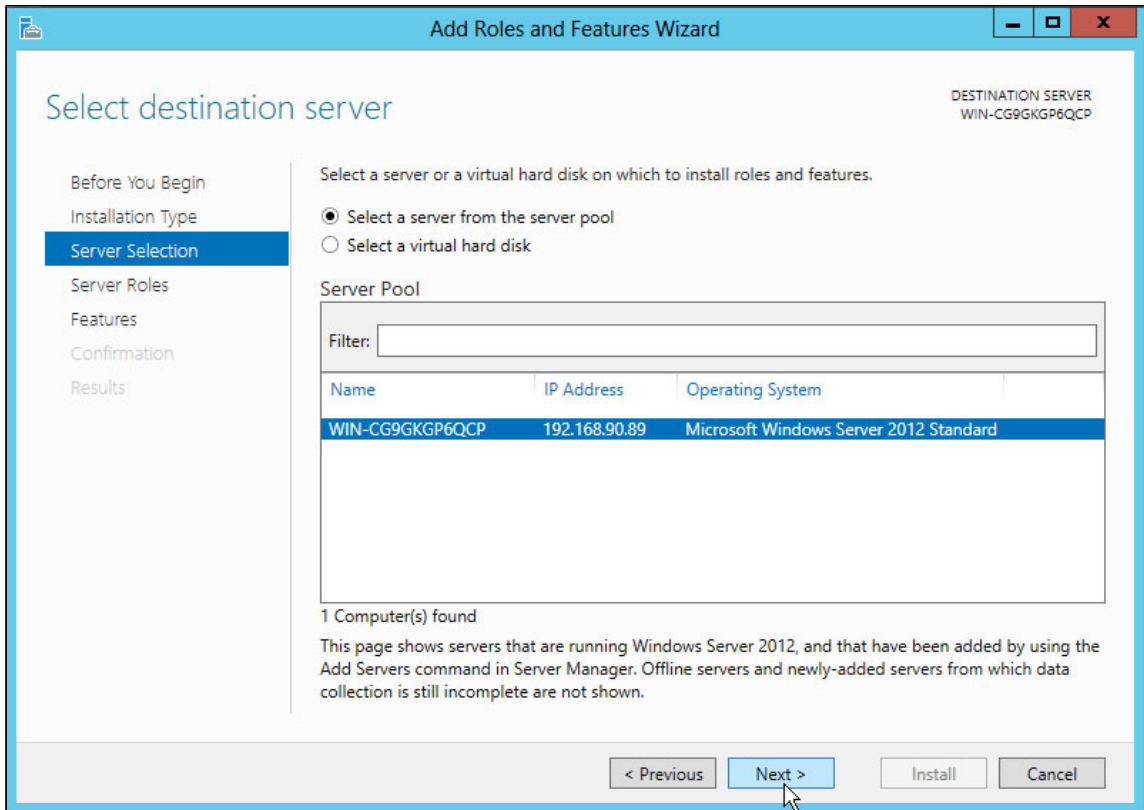 Add Roles and Features Wizard
Select destination server
DESTINATION SERVER
WIN-CG9GKGP6QCP
Before You Begin
Installation Type
Server Selection
Server Roles
Features
Confirmation
Results
Select a server or a virtual hard disk on which to install roles and features.
Select a server from the server pool
Select a virtual hard disk
Server Pool
Filter:
Name IP Address Operating System
WIN-CG9GKGP6QCP 192.168.90.89 Microsoft Windows Server 2012 Standard
1 Computer(s) found
This page shows servers that are running Windows Server 2012, and that have been added by using the
Add Servers command in Server Manager. Offline servers and newly-added servers from which data
collection is still incomplete are not shown.
< Previous Next > Install Cancel